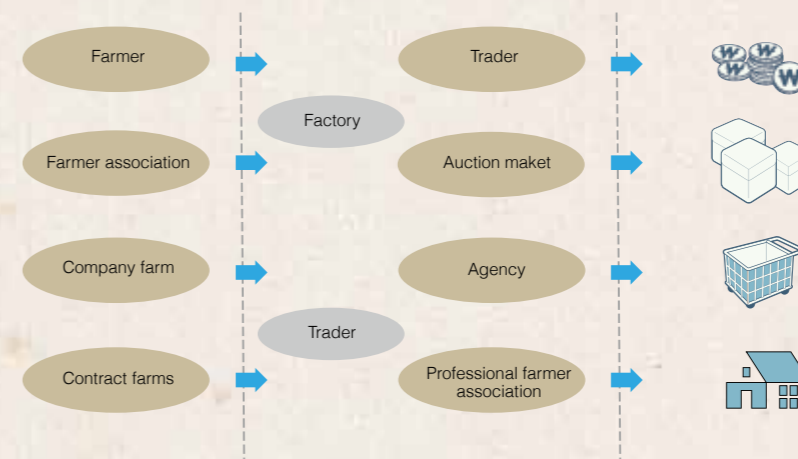 Farmer
Trader
Factory
Farmer association
Auction maket
Company farm
Agency
Trader
Contract farms
Professional farmer
association
W
W
W
W
W